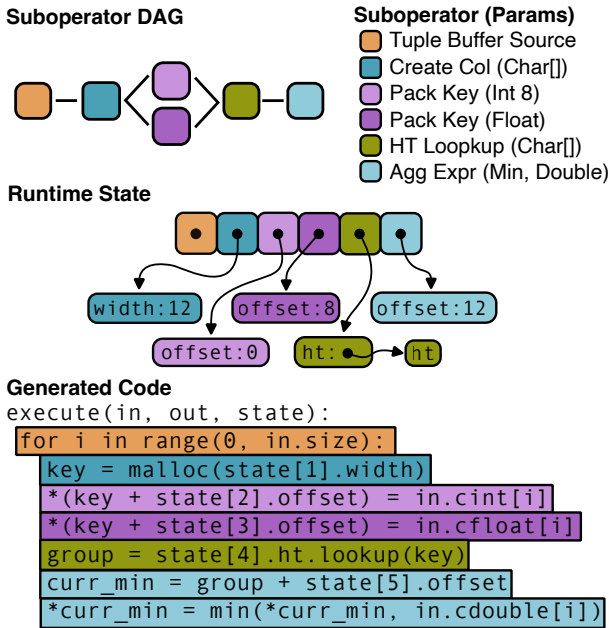 Suboperator DAG
Suboperator (Params)
Tuple Buffer Source
Create Col (Char[])
Pack Key (Int 8)
Pack Key (Float)
HT Loopkup (Char[])
Agg Expr (Min, Double)
Runtime State
width:12
offset:8
offset:12
offset:0
ht:
ht
Generated Code
execute(in, out, state):
for i in range(0, in.size):
key = malloc(state[1].width)
*(key + state[2].offset) = in.cint[i]
*(key + state[3].offset) = in.cfloat[i]
group = state[4].ht.lookup(key)
curr_min = group + state[5].offset
*curr_min = min(*curr_min, in.cdouble[i])